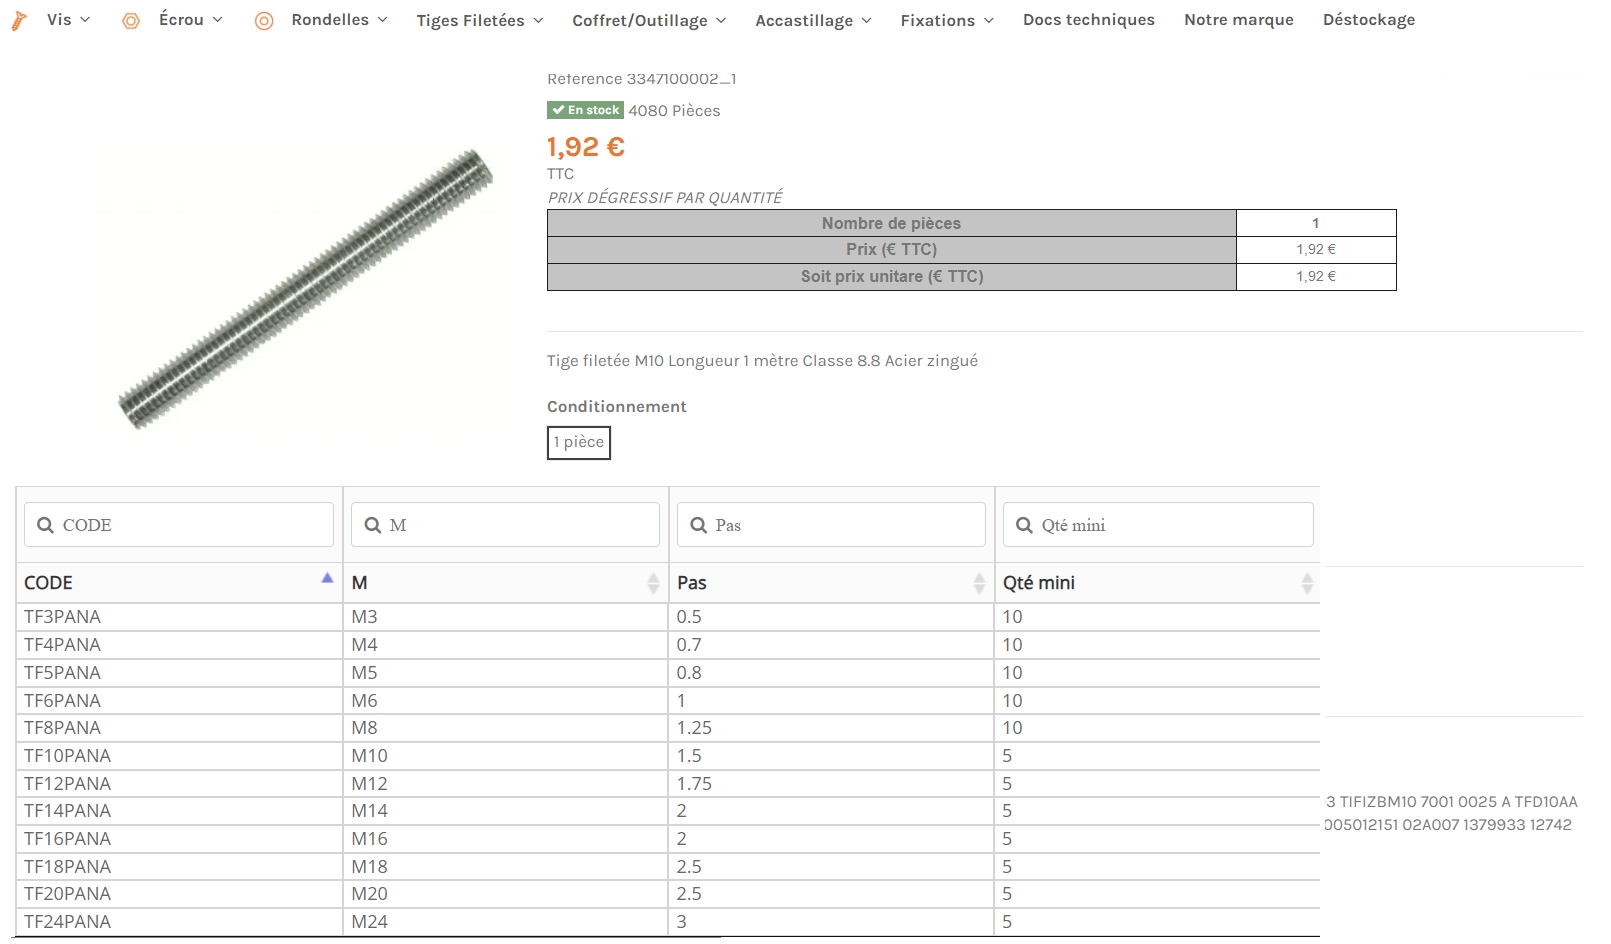 Vis Écrou Rondelles Tiges Filetées Coffret/Outillage Accastillage Fixations Docs techniques Notre marque Déstockage
Reference 3347100002_1
En stock 4080 Pièces
1,92 €
TTC
PRIX DÉGRESSIF PAR QUANTITÉ
Nombre de pièces 1
Prix (€ TTC) 1,92 €
Soit prix unitare (€ TTC) 1,92 €
Tige filetée M10 Longueur 1 mètre Classe 8.8 Acier zingué
Conditionnement
1 pièce
CODE M Pas Qté mini
CODE M Pas Qté mini
TF3PANA M3 0.5 10
TF4PANA M4 0.7 10
TF5PANA M5 0.8 10
TF6PANA M6 1 10
TF8PANA M8 1.25 10
TF10PANA M10 1.5 5
TF12PANA M12 1.75 5
TF14PANA M14 2 5
TF16PANA M16 2 5
TF18PANA M18 2.5 5
TF20PANA M20 2.5 5
TF24PANA M24 3 5
3 TIFIZBM10 7001 0025 A TFD10AA
005012151 02A007 1379933 12742